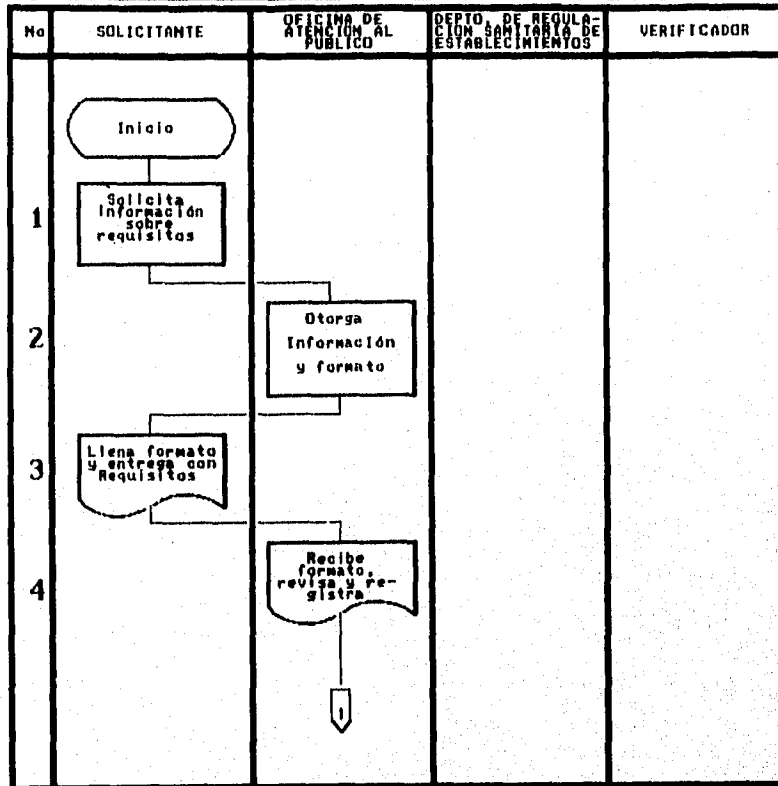 No
SOLICITANTE
OFICINA DE
ATENCION AL
PUBLICO
DEPTO. DE REGULA-
CION SANITARIA DE
ESTABLECIMIENTOS
VERIFICADOR
Inicio
1
Solicita
Información
sobre
requisitos
2
Otorga
Información
y formato
3
Llena formato
y entrega con
Requisitos
4
Recibe
formato,
revisa y re-
gistra
1